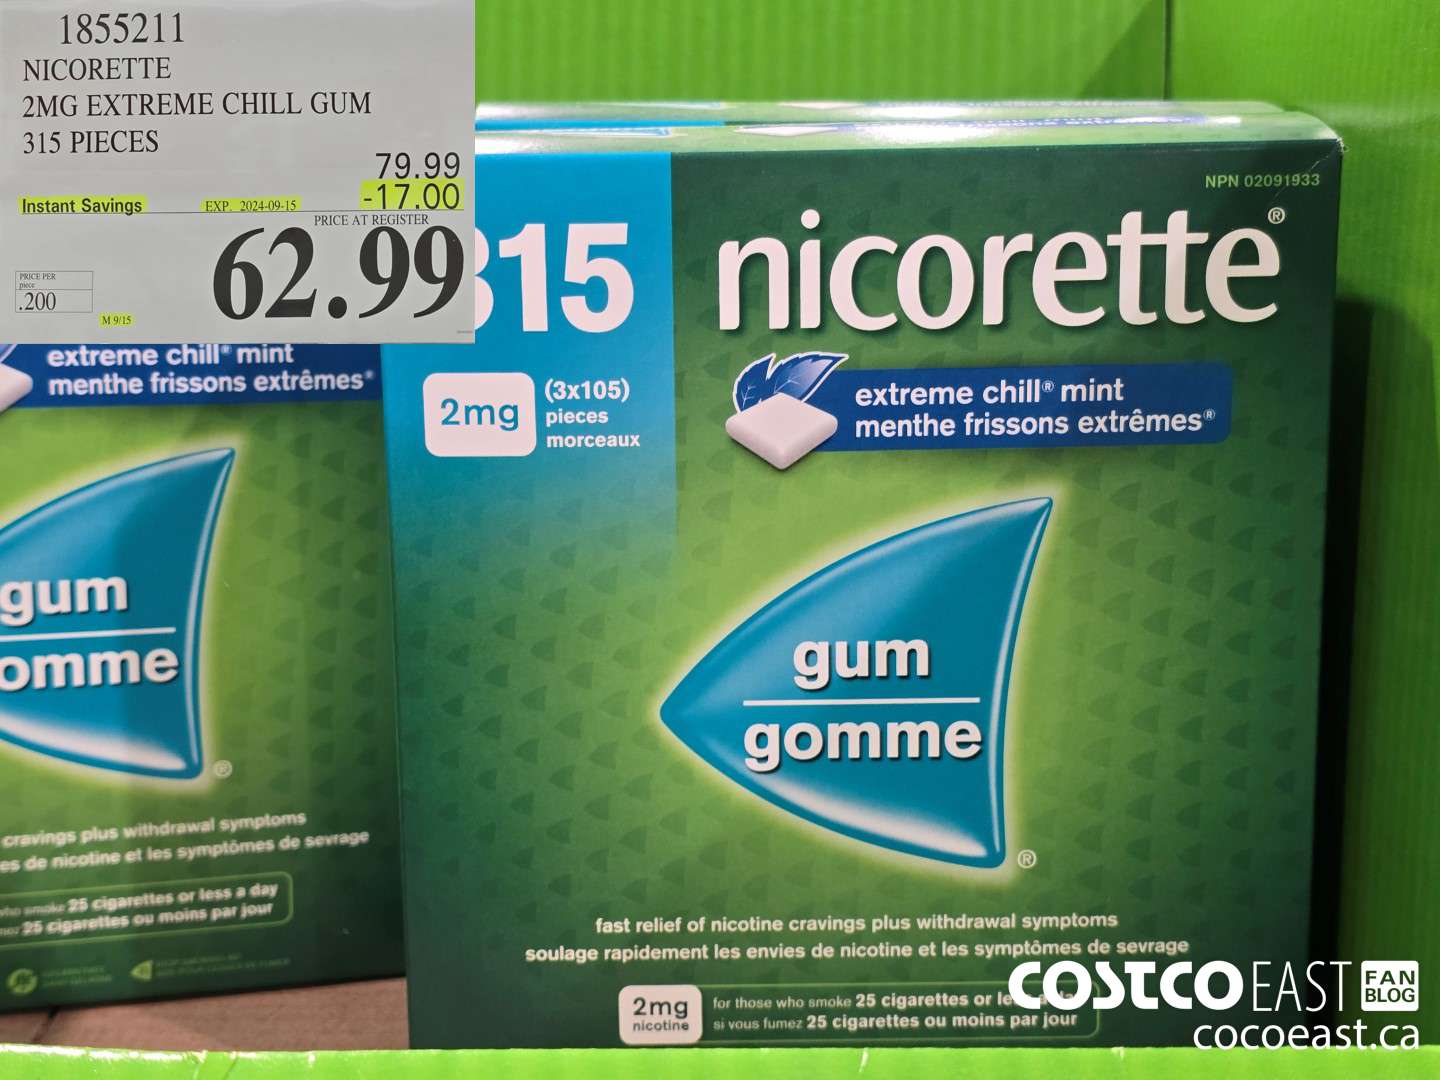 1855211
NICORETTE
2MG EXTREME CHILL GUM
315 PIECES
79.99
Instant Savings EXP. 2024-09-15 -17.00
PRICE AT REGISTER
62.99
PRICE PER
piece
.200
M 9/15
NPN 02091933
315
nicorette®
2mg
(3x105)
pieces
morceaux
extreme chill® mint
menthe frissons extrêmes®
gum
gomme
®
fast relief of nicotine cravings plus withdrawal symptoms
soulage rapidement les envies de nicotine et les symptômes de sevrage
2mg
nicotine
for those who smoke 25 cigarettes or less a day
si vous fumez 25 cigarettes ou moins par jour
extreme chill® mint
menthe frissons extrêmes®
gum
omme
®
cravings plus withdrawal symptoms
es de nicotine et les symptômes de sevrage
who smoke 25 cigarettes or less a day
25 cigarettes ou moins par jour
COSTCO EAST FAN BLOG
cocoeast.ca